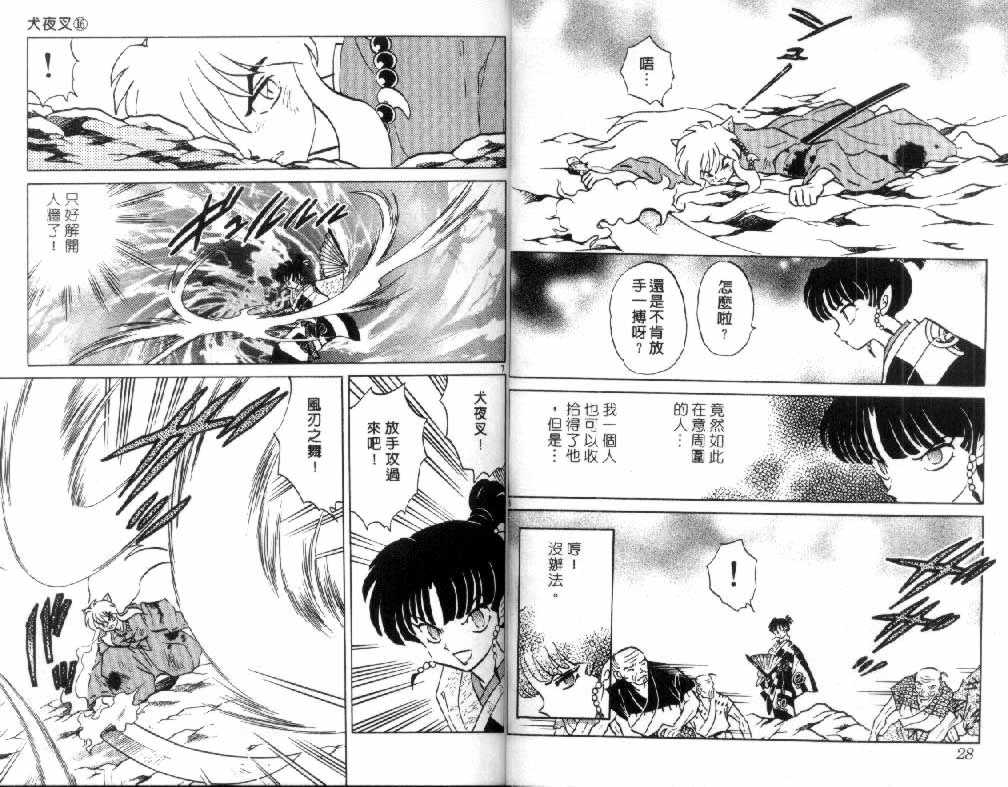 犬夜叉⑯
唔
⋮
怎麼啦？
還是不肯放
手一搏呀？
竟然如此
在意周圍
的人…
我一個人
也可以收
拾得了他
，但是…
！
哼！
沒辦法。
28
！
只好解開
人牆了！
7
犬夜叉！
放手攻過
來吧！
風刃之舞！